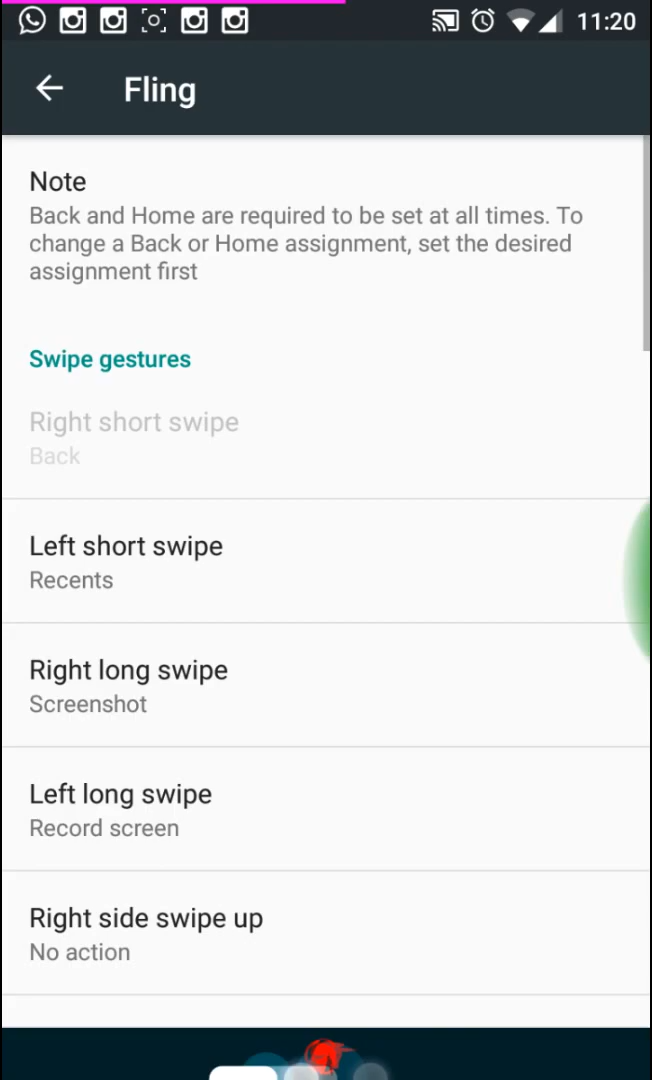 11:20
Fling
Note
Back and Home are required to be set at all times. To
change a Back or Home assignment, set the desired
assignment first
Swipe gestures
Right short swipe
Back
Left short swipe
Recents
Right long swipe
Screenshot
Left long swipe
Record screen
Right side swipe up
No action